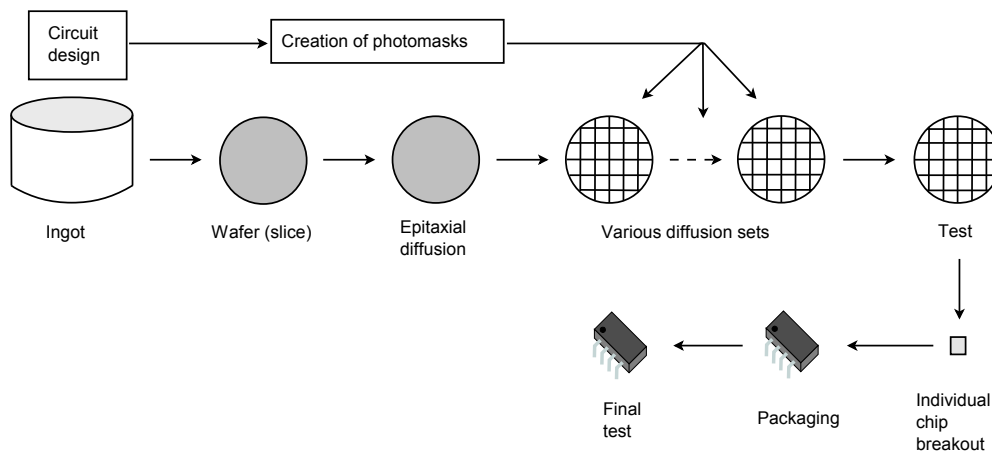 Circuit
design
Creation of photomasks
Ingot
Wafer (slice)
Epitaxial
diffusion
Various diffusion sets
Test
Final
test
Packaging
Individual
chip
breakout